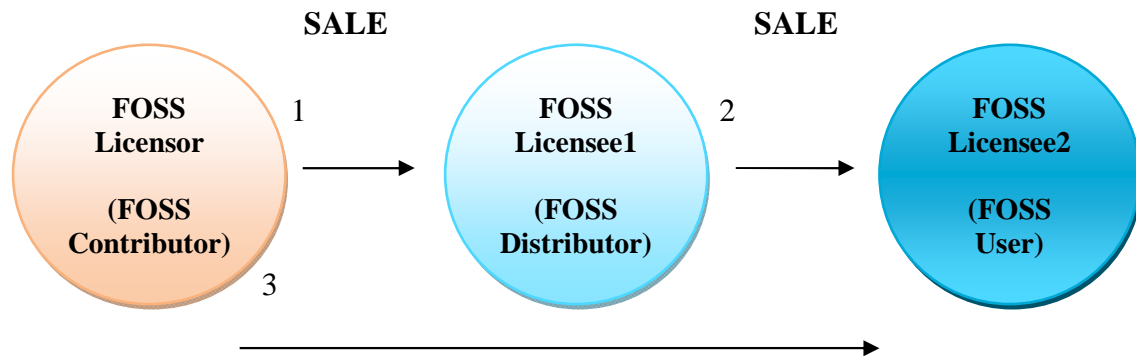 SALE
SALE
FOSS
Licensor
(FOSS
Contributor)
1
FOSS
Licensee1
(FOSS
Distributor)
2
FOSS
Licensee2
(FOSS
User)
3